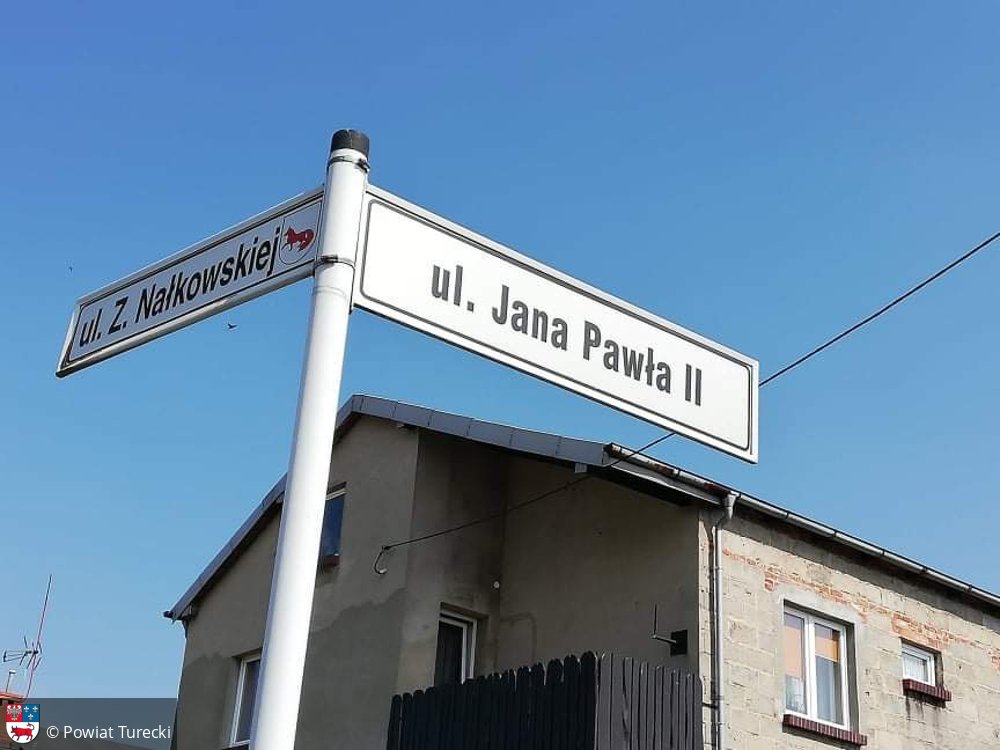 ul. Z. Nałkowskiej
ul. Jana Pawła II
© Powiat Turecki